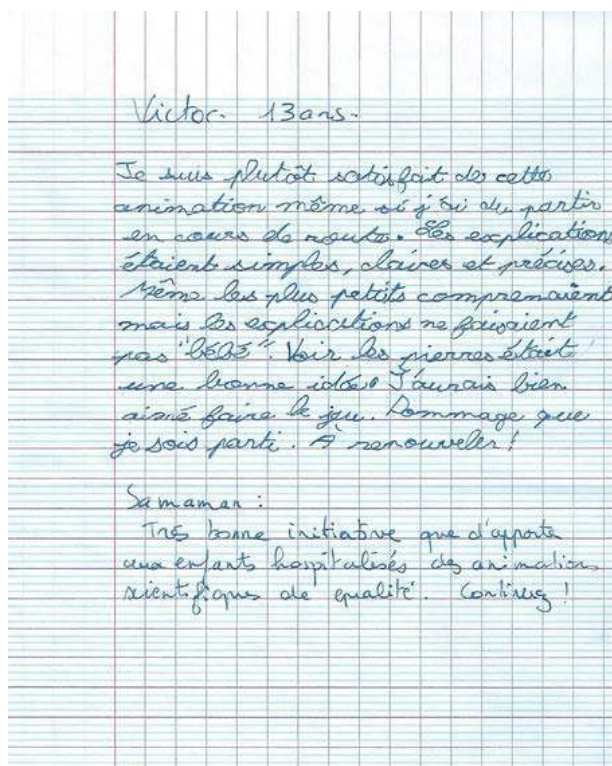 Victor. 13 ans.
Je suis plutôt satisfait de cette
animation même si j'ai du partir
en cours de route. Les explications
étaient simples, claires et précises.
Même les plus petits comprenaient
mais les explications ne faisaient
pas "bébé". Voir les pierres était
une bonne idée. J'aurais bien
aimé faire le jeu. Dommage que
je sois parti. À renouveler !
Sa maman :
Très bonne initiative que d'apporter
aux enfants hospitalisés des animations
scientifiques de qualité. Continuez !